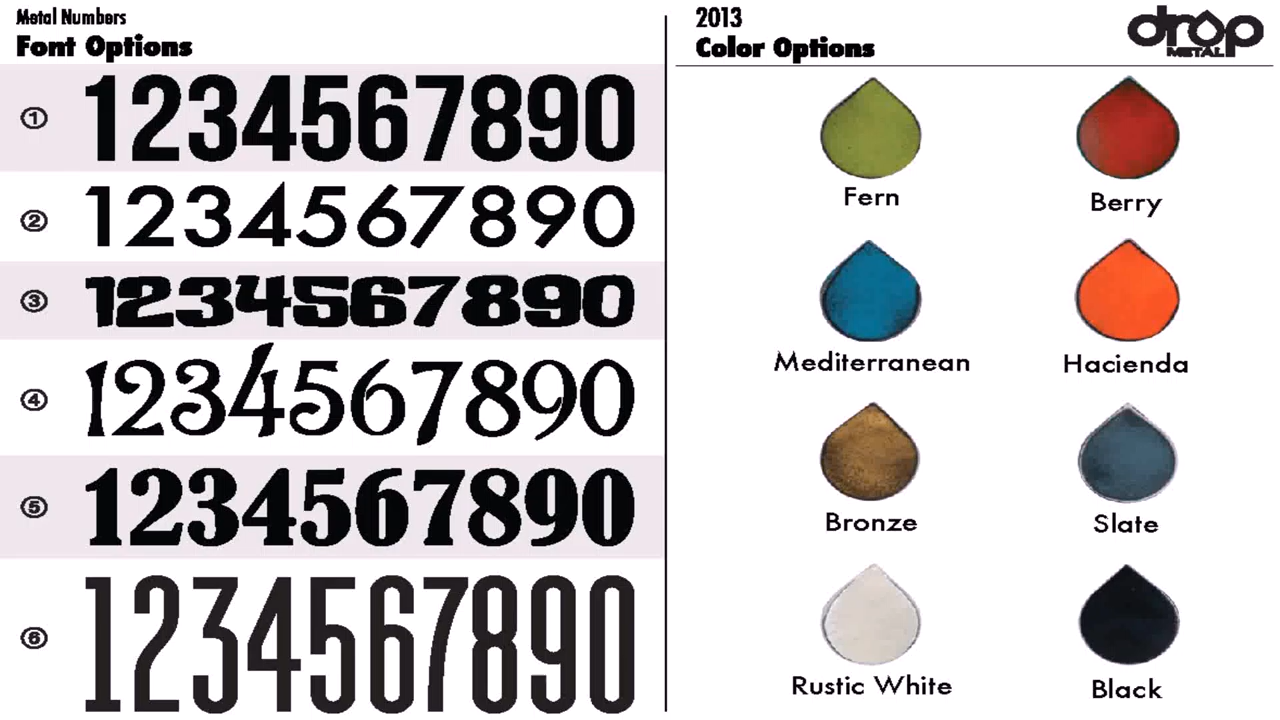 Metal Numbers
Font Options
① 1234567890
② 1234567890
③ 1234567890
④ 1234567890
⑤ 1234567890
⑥ 1234567890
2013
Color Options
drop
METAL
Fern
Berry
Mediterranean
Hacienda
Bronze
Slate
Rustic White
Black